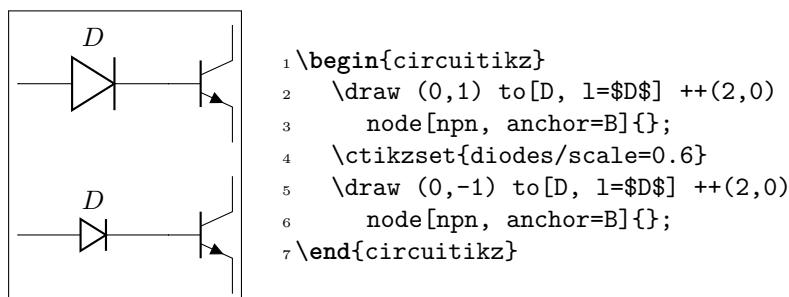 D
D
1 \begin{circuitikz}
2 \draw (0,1) to[D, l=$D$] ++(2,0)
3 node[npn, anchor=B]{};
4 \ctikzset{diodes/scale=0.6}
5 \draw (0,-1) to[D, l=$D$] ++(2,0)
6 node[npn, anchor=B]{};
7 \end{circuitikz}